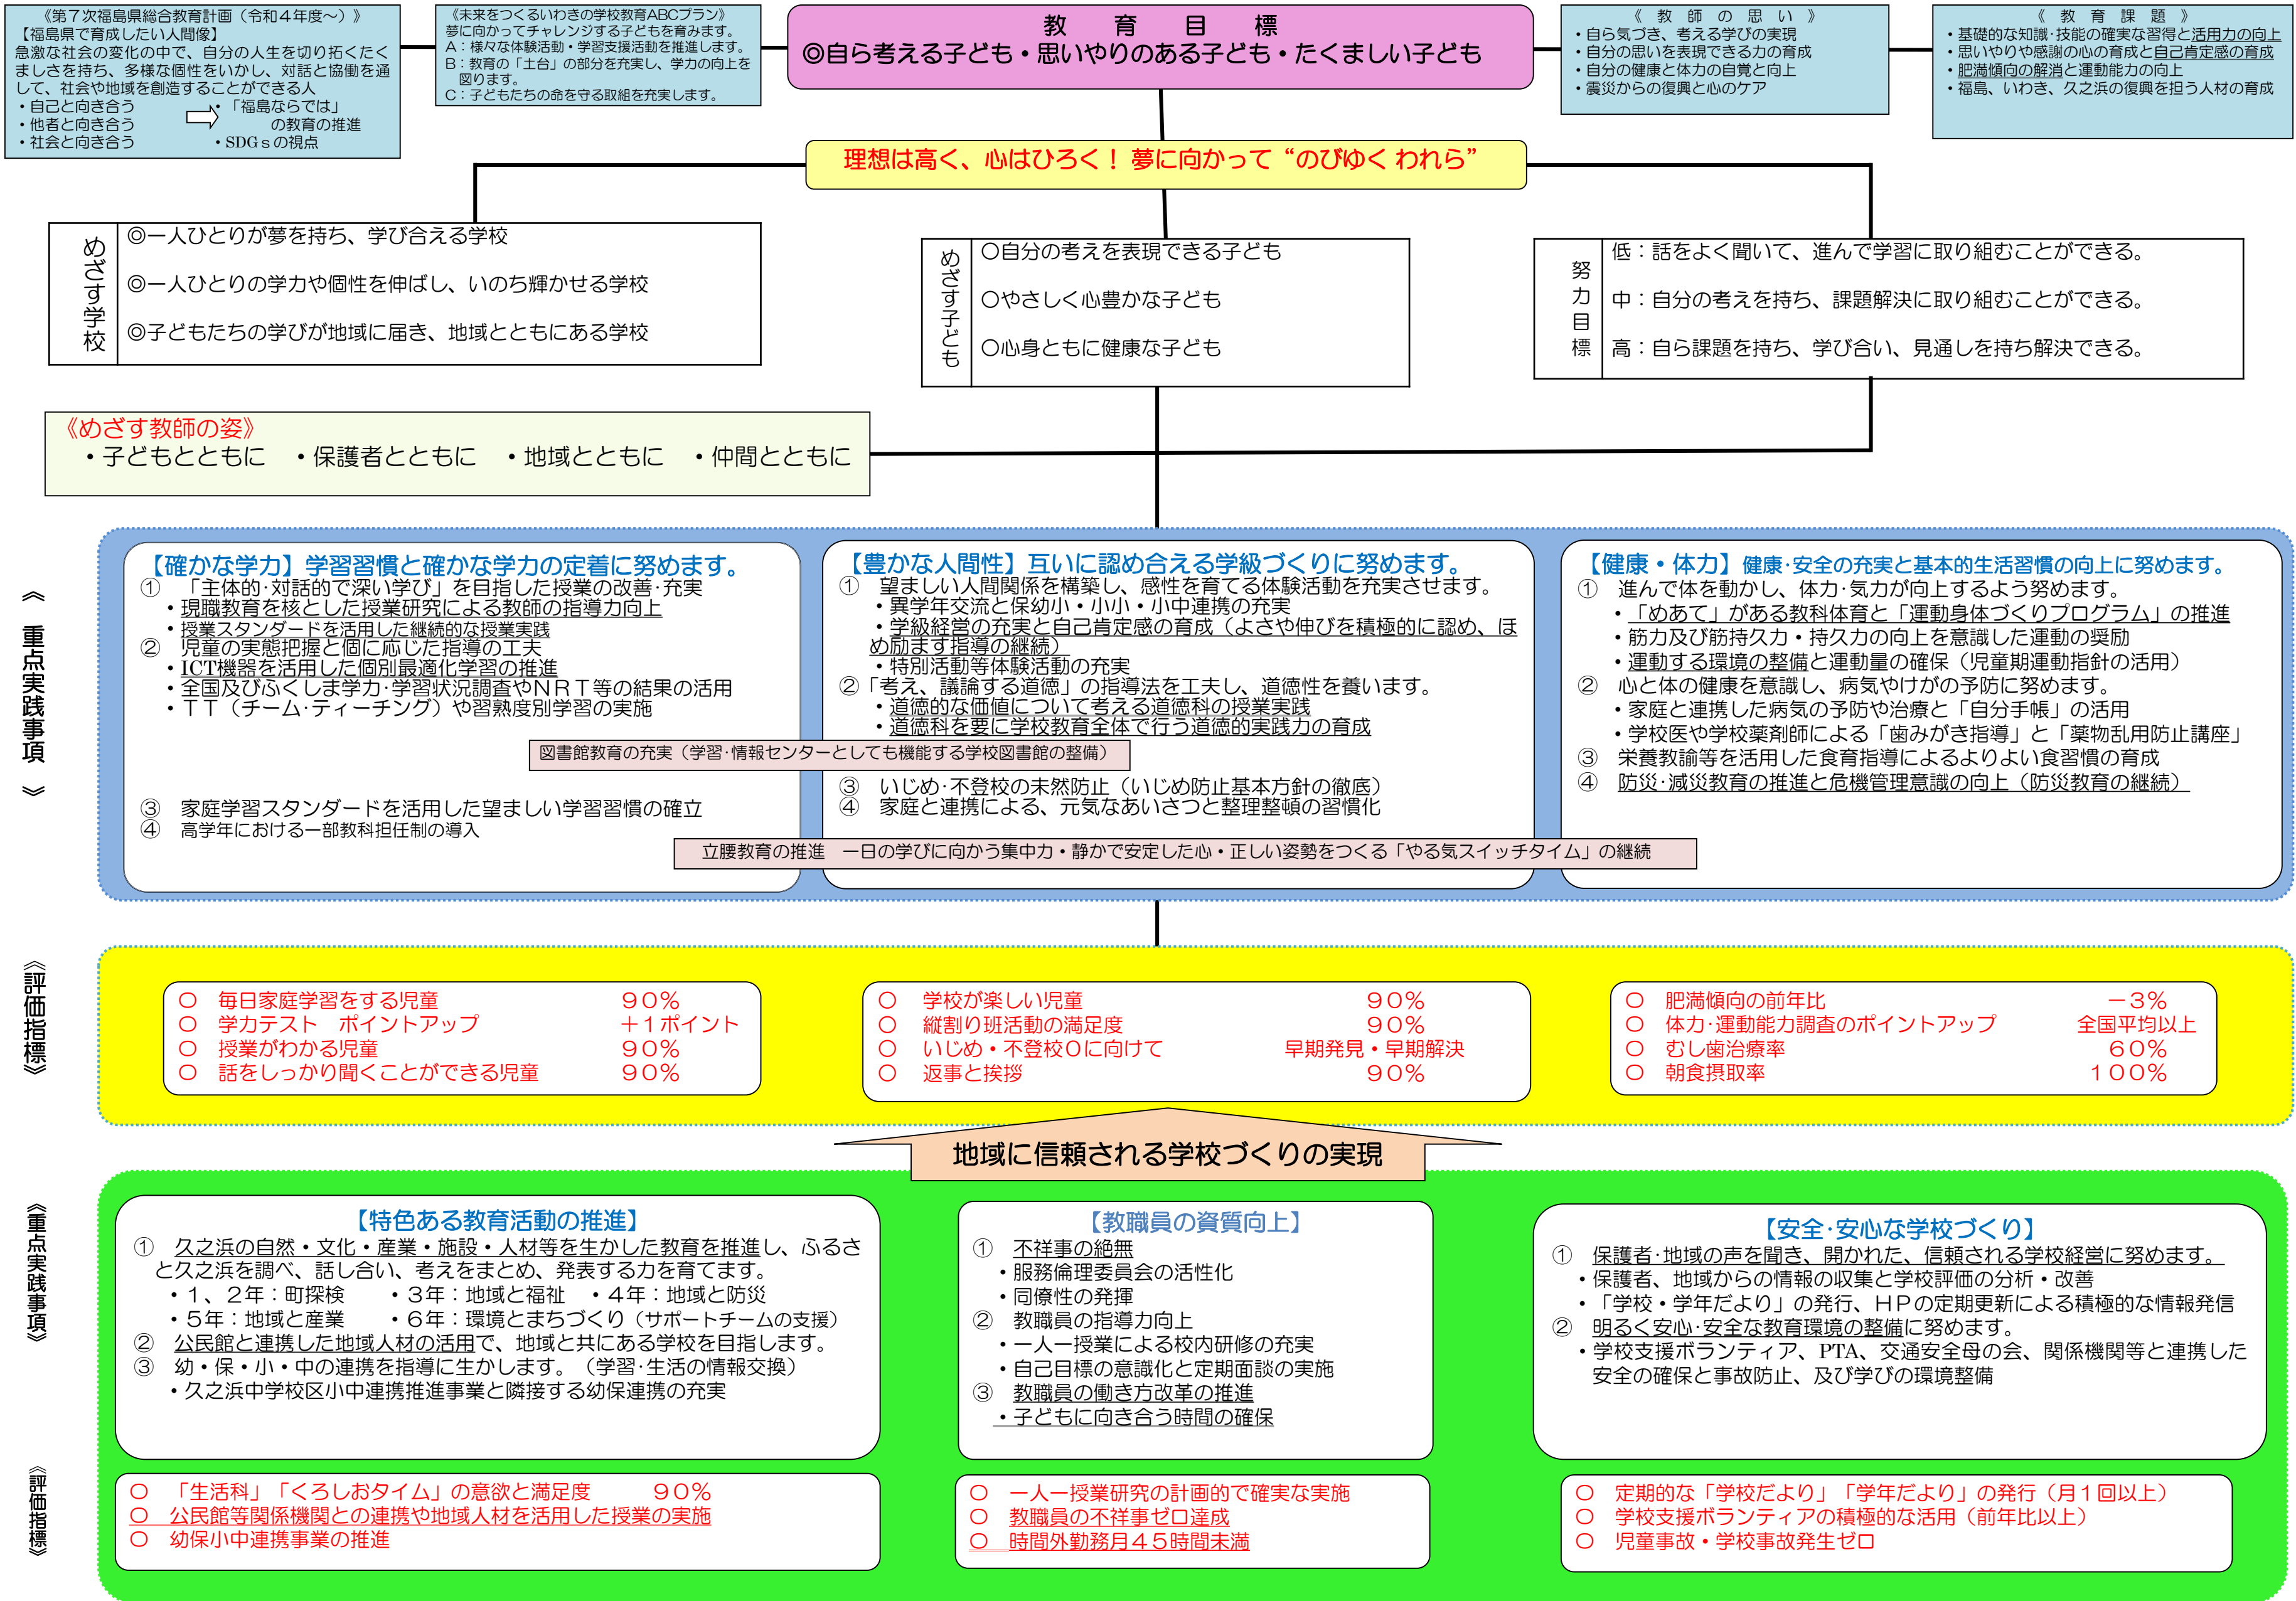 《第７次福島県総合教育計画（令和４年度～）》
【福島県で育成したい人間像】
急激な社会の変化の中で、自分の人生を切り拓くたく
ましさを持ち、多様な個性をいかし、対話と協働を通
して、社会や地域を創造することができる人
・自己と向き合う　　・「福島ならでは」
・他者と向き合う　　　の教育の推進
・社会と向き合う　　・SDGｓの視点
《未来をつくるいわきの学校教育ABCプラン》
夢に向かってチャレンジする子どもを育みます。
A：様々な体験活動・学習支援活動を推進します。
B：教育の「土台」の部分を充実し、学力の向上を
図ります。
C：子どもたちの命を守る取組を充実します。
教　育　目　標
◎自ら考える子ども・思いやりのある子ども・たくましい子ども
《　教　師　の　思　い　》
・自ら気づき、考える学びの実現
・自分の思いを表現できる力の育成
・自分の健康と体力の自覚と向上
・震災からの復興と心のケア
《　教　育　課　題　》
・基礎的な知識･技能の確実な習得と活用力の向上
・思いやりや感謝の心の育成と自己肯定感の育成
・肥満傾向の解消と運動能力の向上
・福島、いわき、久之浜の復興を担う人材の育成
理想は高く、心はひろく！ 夢に向かって “のびゆく われら”
めざす学校
◎一人ひとりが夢を持ち、学び合える学校
◎一人ひとりの学力や個性を伸ばし、いのち輝かせる学校
◎子どもたちの学びが地域に届き、地域とともにある学校
めざす子ども
○自分の考えを表現できる子ども
○やさしく心豊かな子ども
○心身ともに健康な子ども
努力目標
低：話をよく聞いて、進んで学習に取り組むことができる。
中：自分の考えを持ち、課題解決に取り組むことができる。
高：自ら課題を持ち、学び合い、見通しを持ち解決できる。
《めざす教師の姿》
・子どもとともに　・保護者とともに　・地域とともに　・仲間とともに
《　重点実践事項　》
【確かな学力】学習習慣と確かな学力の定着に努めます。
①　「主体的･対話的で深い学び」を目指した授業の改善･充実
・現職教育を核とした授業研究による教師の指導力向上
・授業スタンダードを活用した継続的な授業実践
②　児童の実態把握と個に応じた指導の工夫
・ICT機器を活用した個別最適化学習の推進
・全国及びふくしま学力･学習状況調査やＮＲＴ等の結果の活用
・ＴＴ（チーム･ティーチング）や習熟度別学習の実施
③　家庭学習スタンダードを活用した望ましい学習習慣の確立
④　高学年における一部教科担任制の導入
【豊かな人間性】互いに認め合える学級づくりに努めます。
①　望ましい人間関係を構築し、感性を育てる体験活動を充実させます。
・異学年交流と保幼小・小小・小中連携の充実
・学級経営の充実と自己肯定感の育成（よさや伸びを積極的に認め、ほ
め励ます指導の継続）
・特別活動等体験活動の充実
②「考え、議論する道徳」の指導法を工夫し、道徳性を養います。
・道徳的な価値について考える道徳科の授業実践
・道徳科を要に学校教育全体で行う道徳的実践力の育成
図書館教育の充実（学習･情報センターとしても機能する学校図書館の整備）
③　いじめ･不登校の未然防止（いじめ防止基本方針の徹底）
④　家庭と連携による、元気なあいさつと整理整頓の習慣化
【健康・体力】健康･安全の充実と基本的生活習慣の向上に努めます。
①　進んで体を動かし、体力･気力が向上するよう努めます。
・「めあて」がある教科体育と「運動身体づくりプログラム」の推進
・筋力及び筋持久力・持久力の向上を意識した運動の奨励
・運動する環境の整備と運動量の確保（児童期運動指針の活用）
②　心と体の健康を意識し、病気やけがの予防に努めます。
・家庭と連携した病気の予防や治療と「自分手帳」の活用
・学校医や学校薬剤師による「歯みがき指導」と「薬物乱用防止講座」
③　栄養教諭等を活用した食育指導によるよりよい食習慣の育成
④　防災･減災教育の推進と危機管理意識の向上（防災教育の継続）
立腰教育の推進　一日の学びに向かう集中力・静かで安定した心・正しい姿勢をつくる「やる気スイッチタイム」の継続
《評価指標》
○　毎日家庭学習をする児童　９０％
○　学力テスト　ポイントアップ　＋１ポイント
○　授業がわかる児童　９０％
○　話をしっかり聞くことができる児童　９０％
○　学校が楽しい児童　９０％
○　縦割り班活動の満足度　９０％
○　いじめ・不登校０に向けて　早期発見・早期解決
○　返事と挨拶　９０％
○　肥満傾向の前年比　－３％
○　体力･運動能力調査のポイントアップ　全国平均以上
○　むし歯治療率　６０％
○　朝食摂取率　１００％
地域に信頼される学校づくりの実現
《重点実践事項》
【特色ある教育活動の推進】
①　久之浜の自然・文化・産業・施設・人材等を生かした教育を推進し、ふるさ
と久之浜を調べ、話し合い、考えをまとめ、発表する力を育てます。
・１、２年：町探検　・３年：地域と福祉　・４年：地域と防災
・５年：地域と産業　・６年：環境とまちづくり（サポートチームの支援）
②　公民館と連携した地域人材の活用で、地域と共にある学校を目指します。
③　幼・保・小・中の連携を指導に生かします。（学習･生活の情報交換）
・久之浜中学校区小中連携推進事業と隣接する幼保連携の充実
【教職員の資質向上】
①　不祥事の絶無
・服務倫理委員会の活性化
・同僚性の発揮
②　教職員の指導力向上
・一人一授業による校内研修の充実
・自己目標の意識化と定期面談の実施
③　教職員の働き方改革の推進
・子どもに向き合う時間の確保
【安全･安心な学校づくり】
①　保護者･地域の声を聞き、開かれた、信頼される学校経営に努めます。
・保護者、地域からの情報の収集と学校評価の分析・改善
・「学校・学年だより」の発行、ＨＰの定期更新による積極的な情報発信
②　明るく安心･安全な教育環境の整備に努めます。
・学校支援ボランティア、PTA、交通安全母の会、関係機関等と連携した
安全の確保と事故防止、及び学びの環境整備
《評価指標》
○　「生活科」「くろしおタイム」の意欲と満足度　９０％
○　公民館等関係機関との連携や地域人材を活用した授業の実施
○　幼保小中連携事業の推進
○　一人一授業研究の計画的で確実な実施
○　教職員の不祥事ゼロ達成
○　時間外勤務月４５時間未満
○　定期的な「学校だより」「学年だより」の発行（月１回以上）
○　学校支援ボランティアの積極的な活用（前年比以上）
○　児童事故・学校事故発生ゼロ